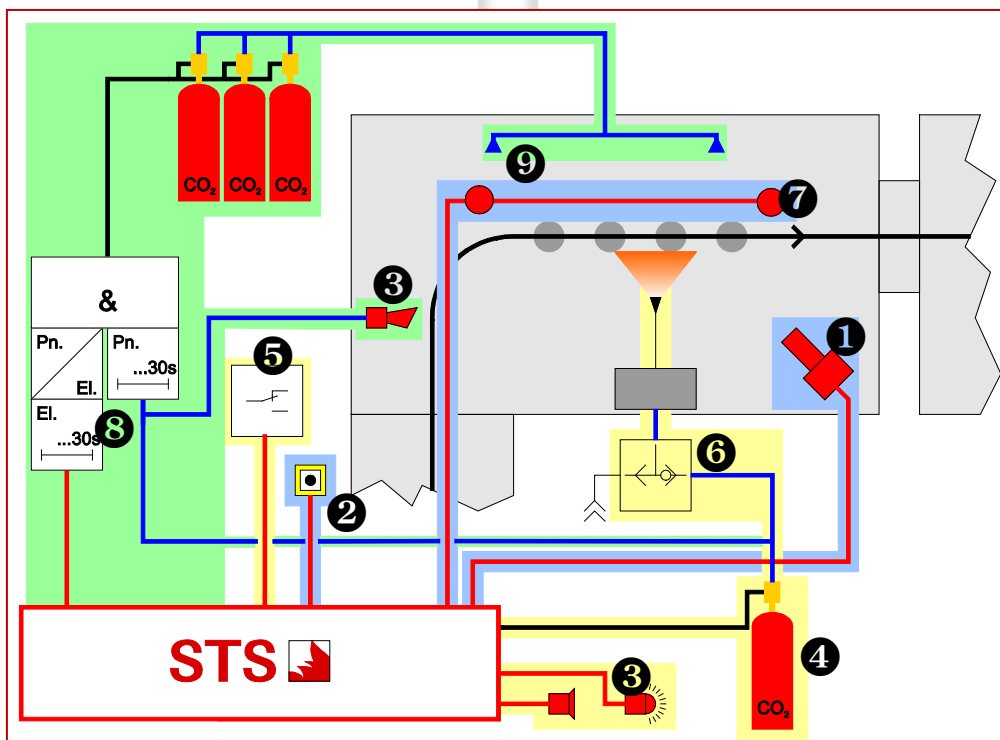 CO₂ CO₂ CO₂
9
7
3
&
1
Pn. Pn.
5
...30s
El.
El.
...30s
8
6
2
STS
4
3
CO₂